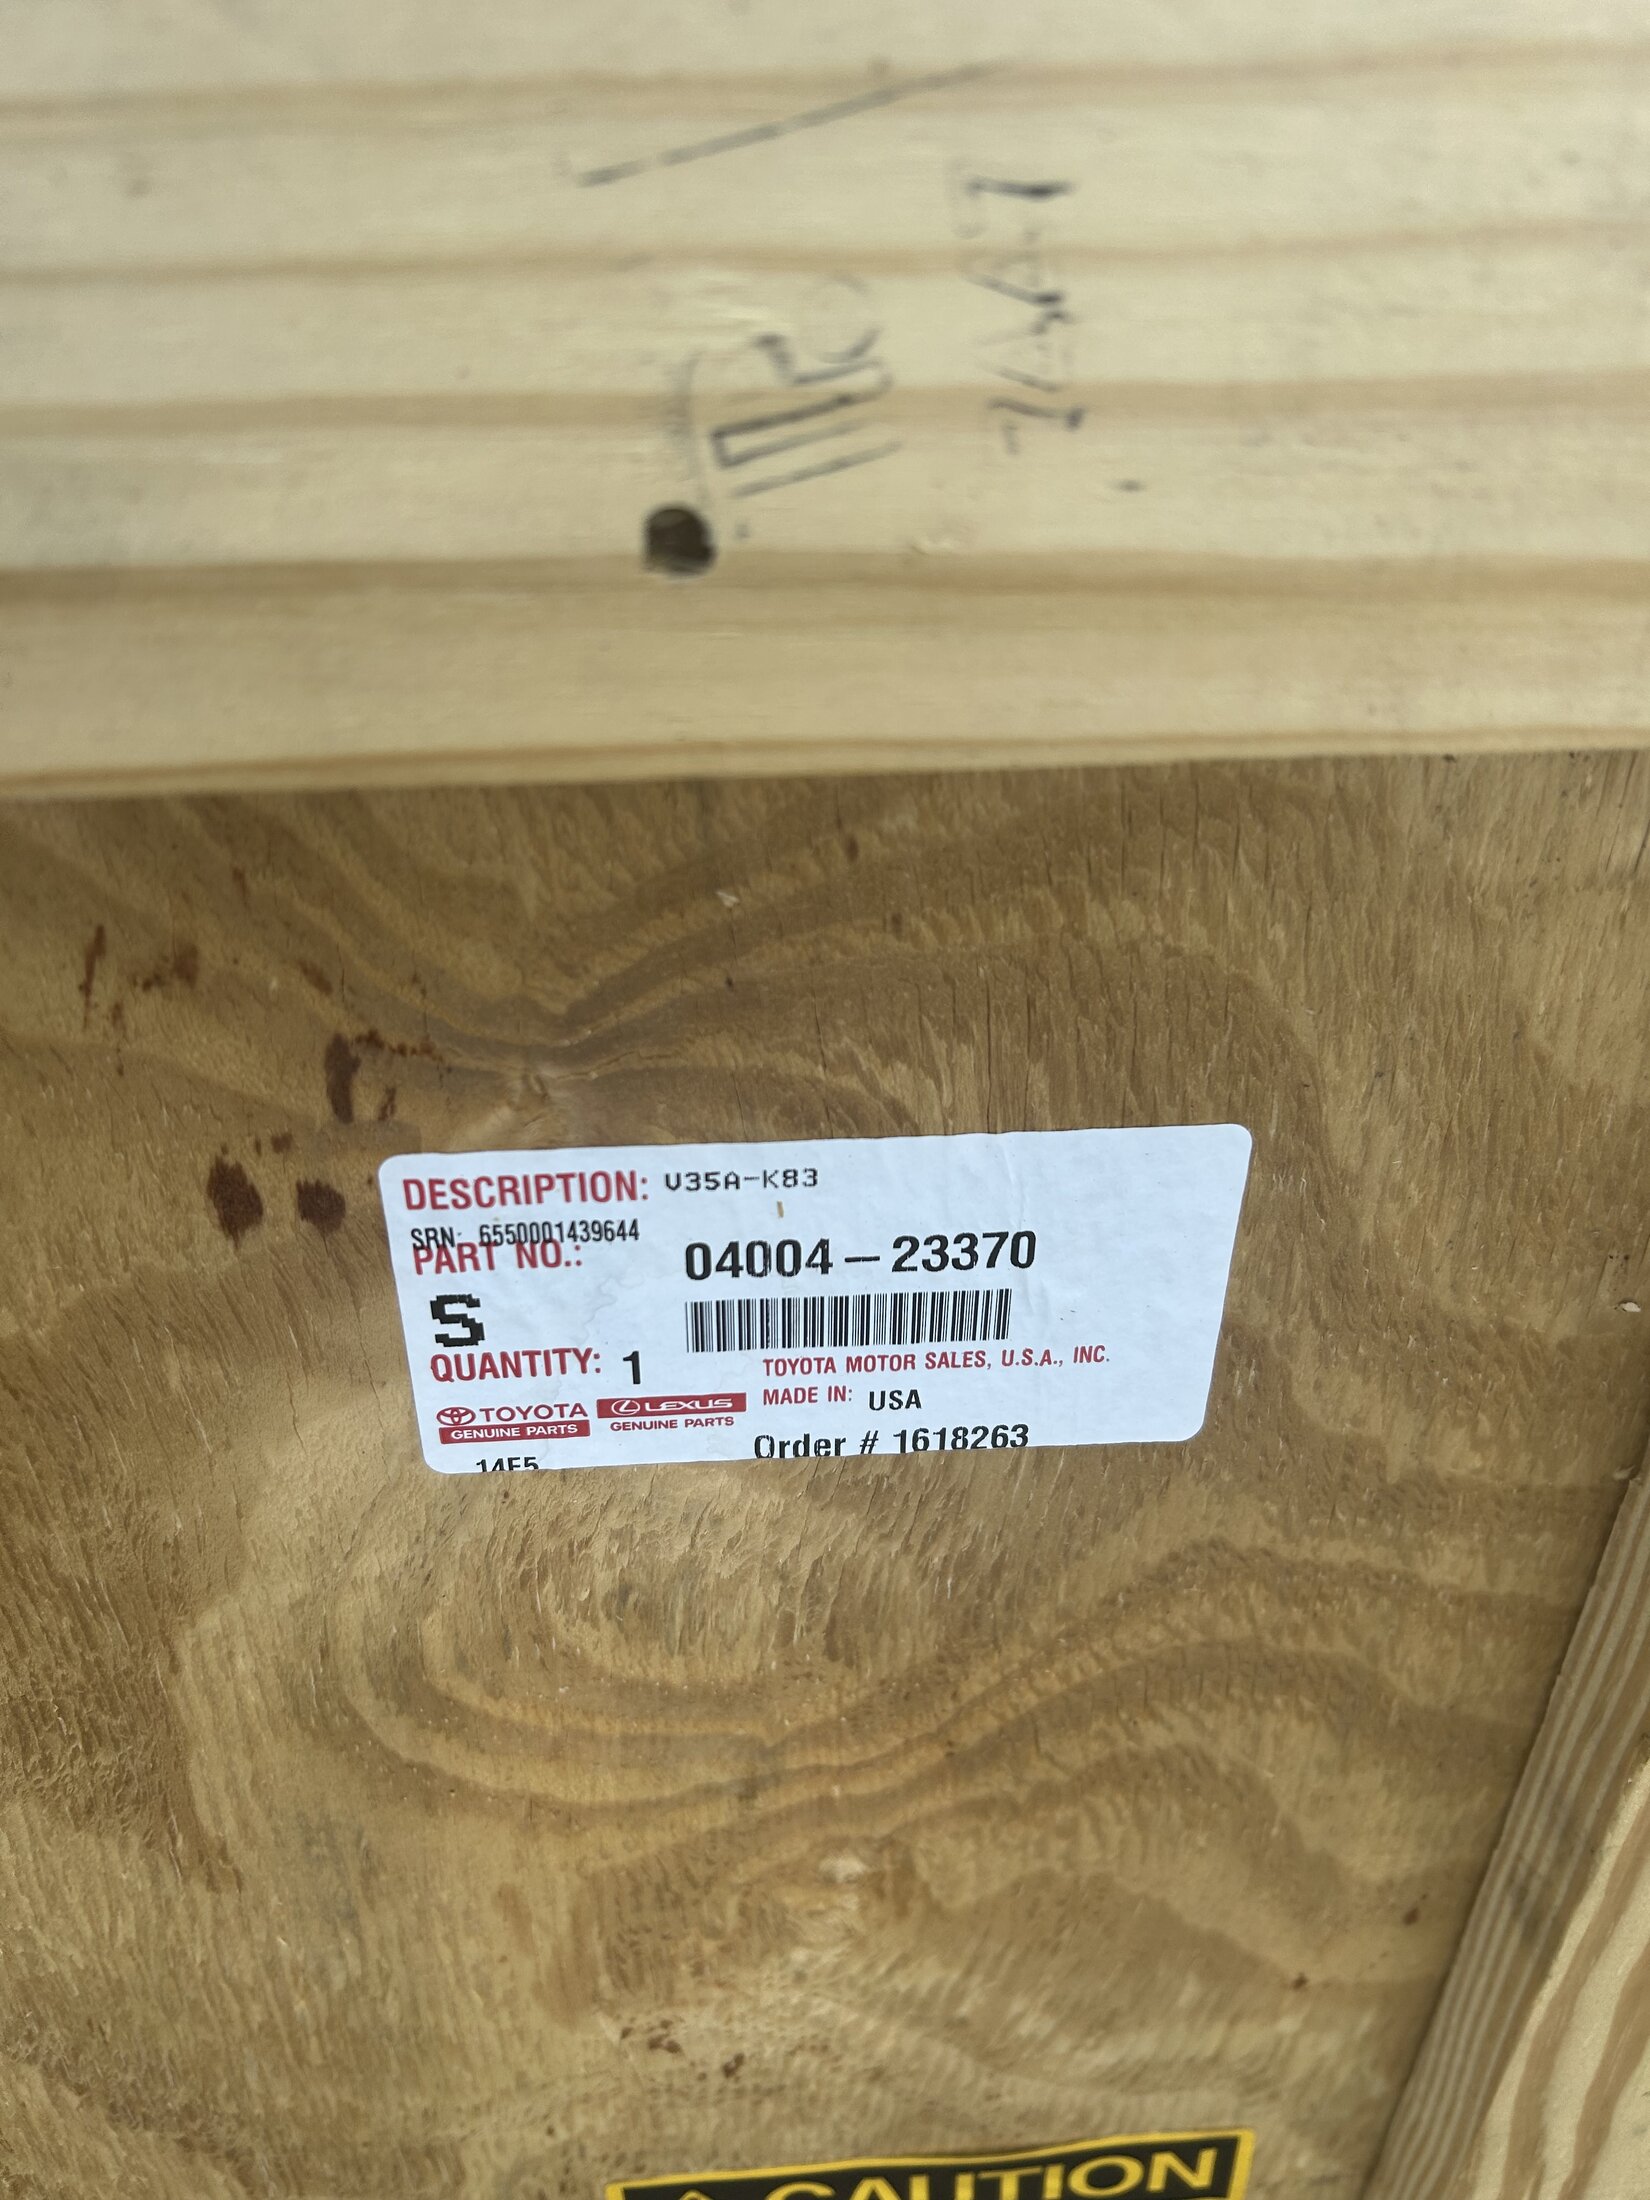 DESCRIPTION: V35A-K83
SRN: 6550001439644
PART NO.: 04004-23370
S
QUANTITY: 1
TOYOTA MOTOR SALES, U.S.A., INC.
MADE IN: USA
TOYOTA
GENUINE PARTS
LEXUS
GENUINE PARTS
Order # 1618263
14F5
CAUTION